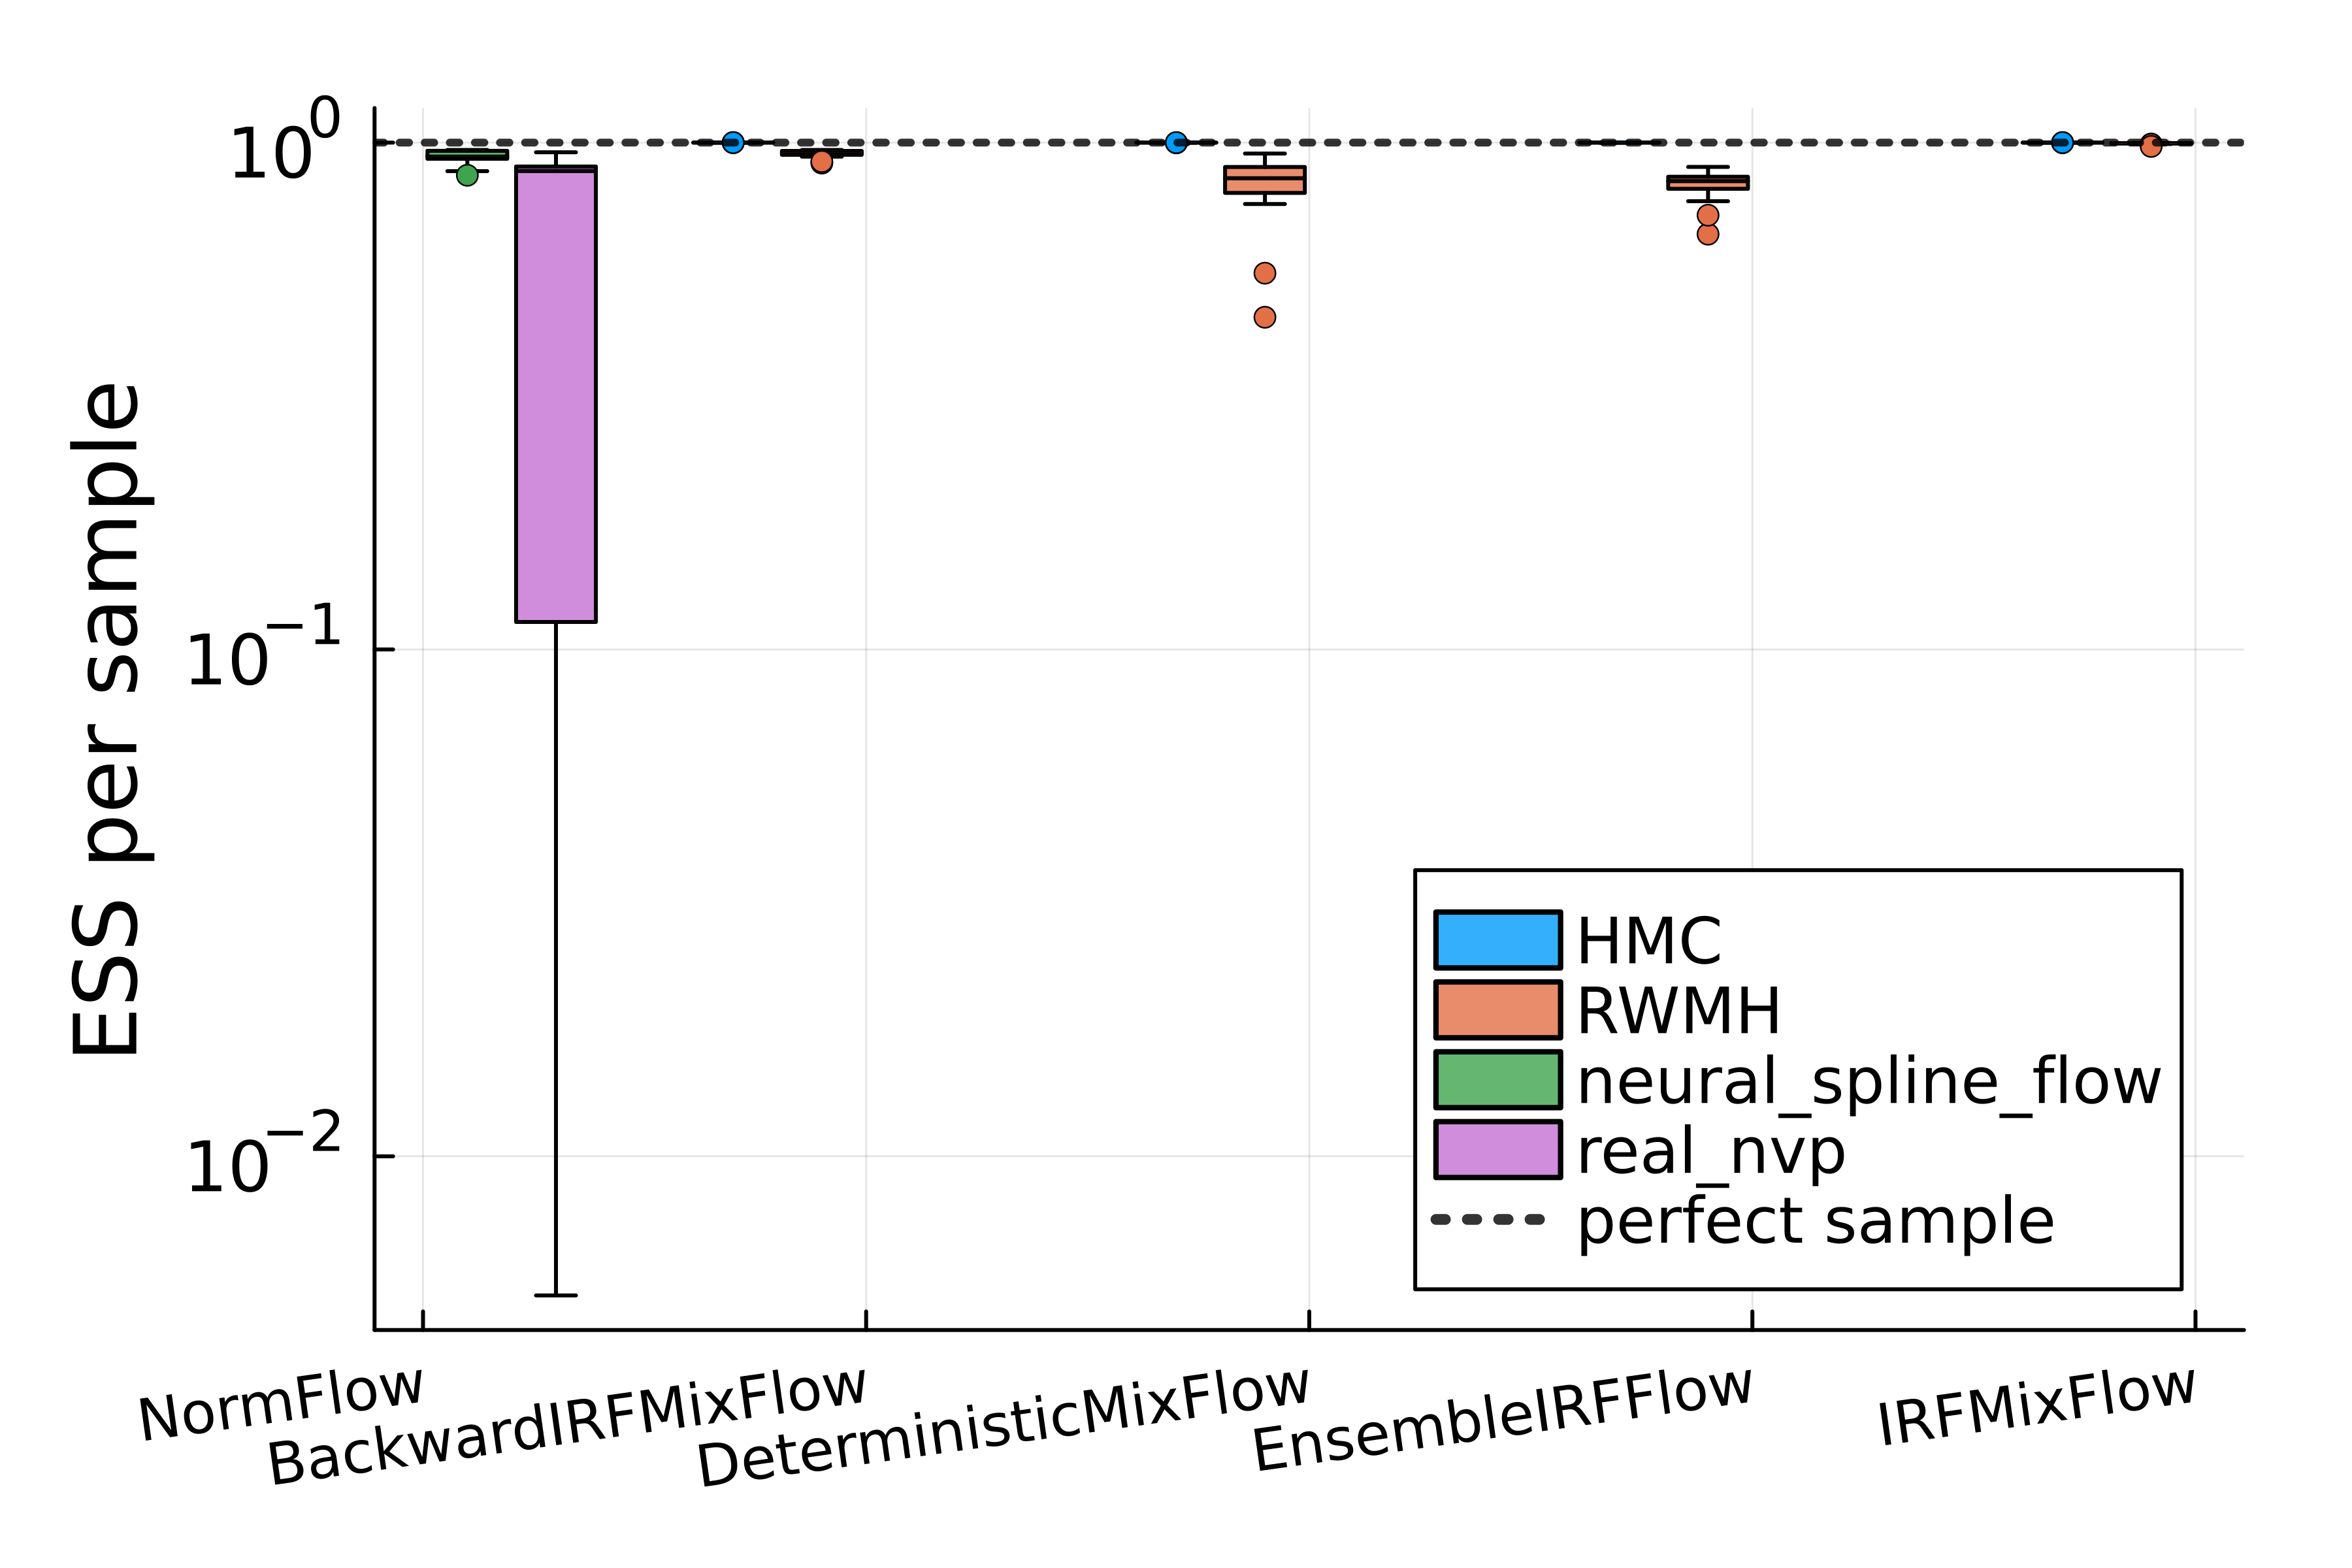 ESS per sample
10^0
10^−1
10^−2
HMC
RWMH
neural_spline_flow
real_nvp
perfect sample
NormFlow
BackwardIRFMixFlow
DeterministicMixFlow
EnsembleIRFFlow
IRFMixFlow